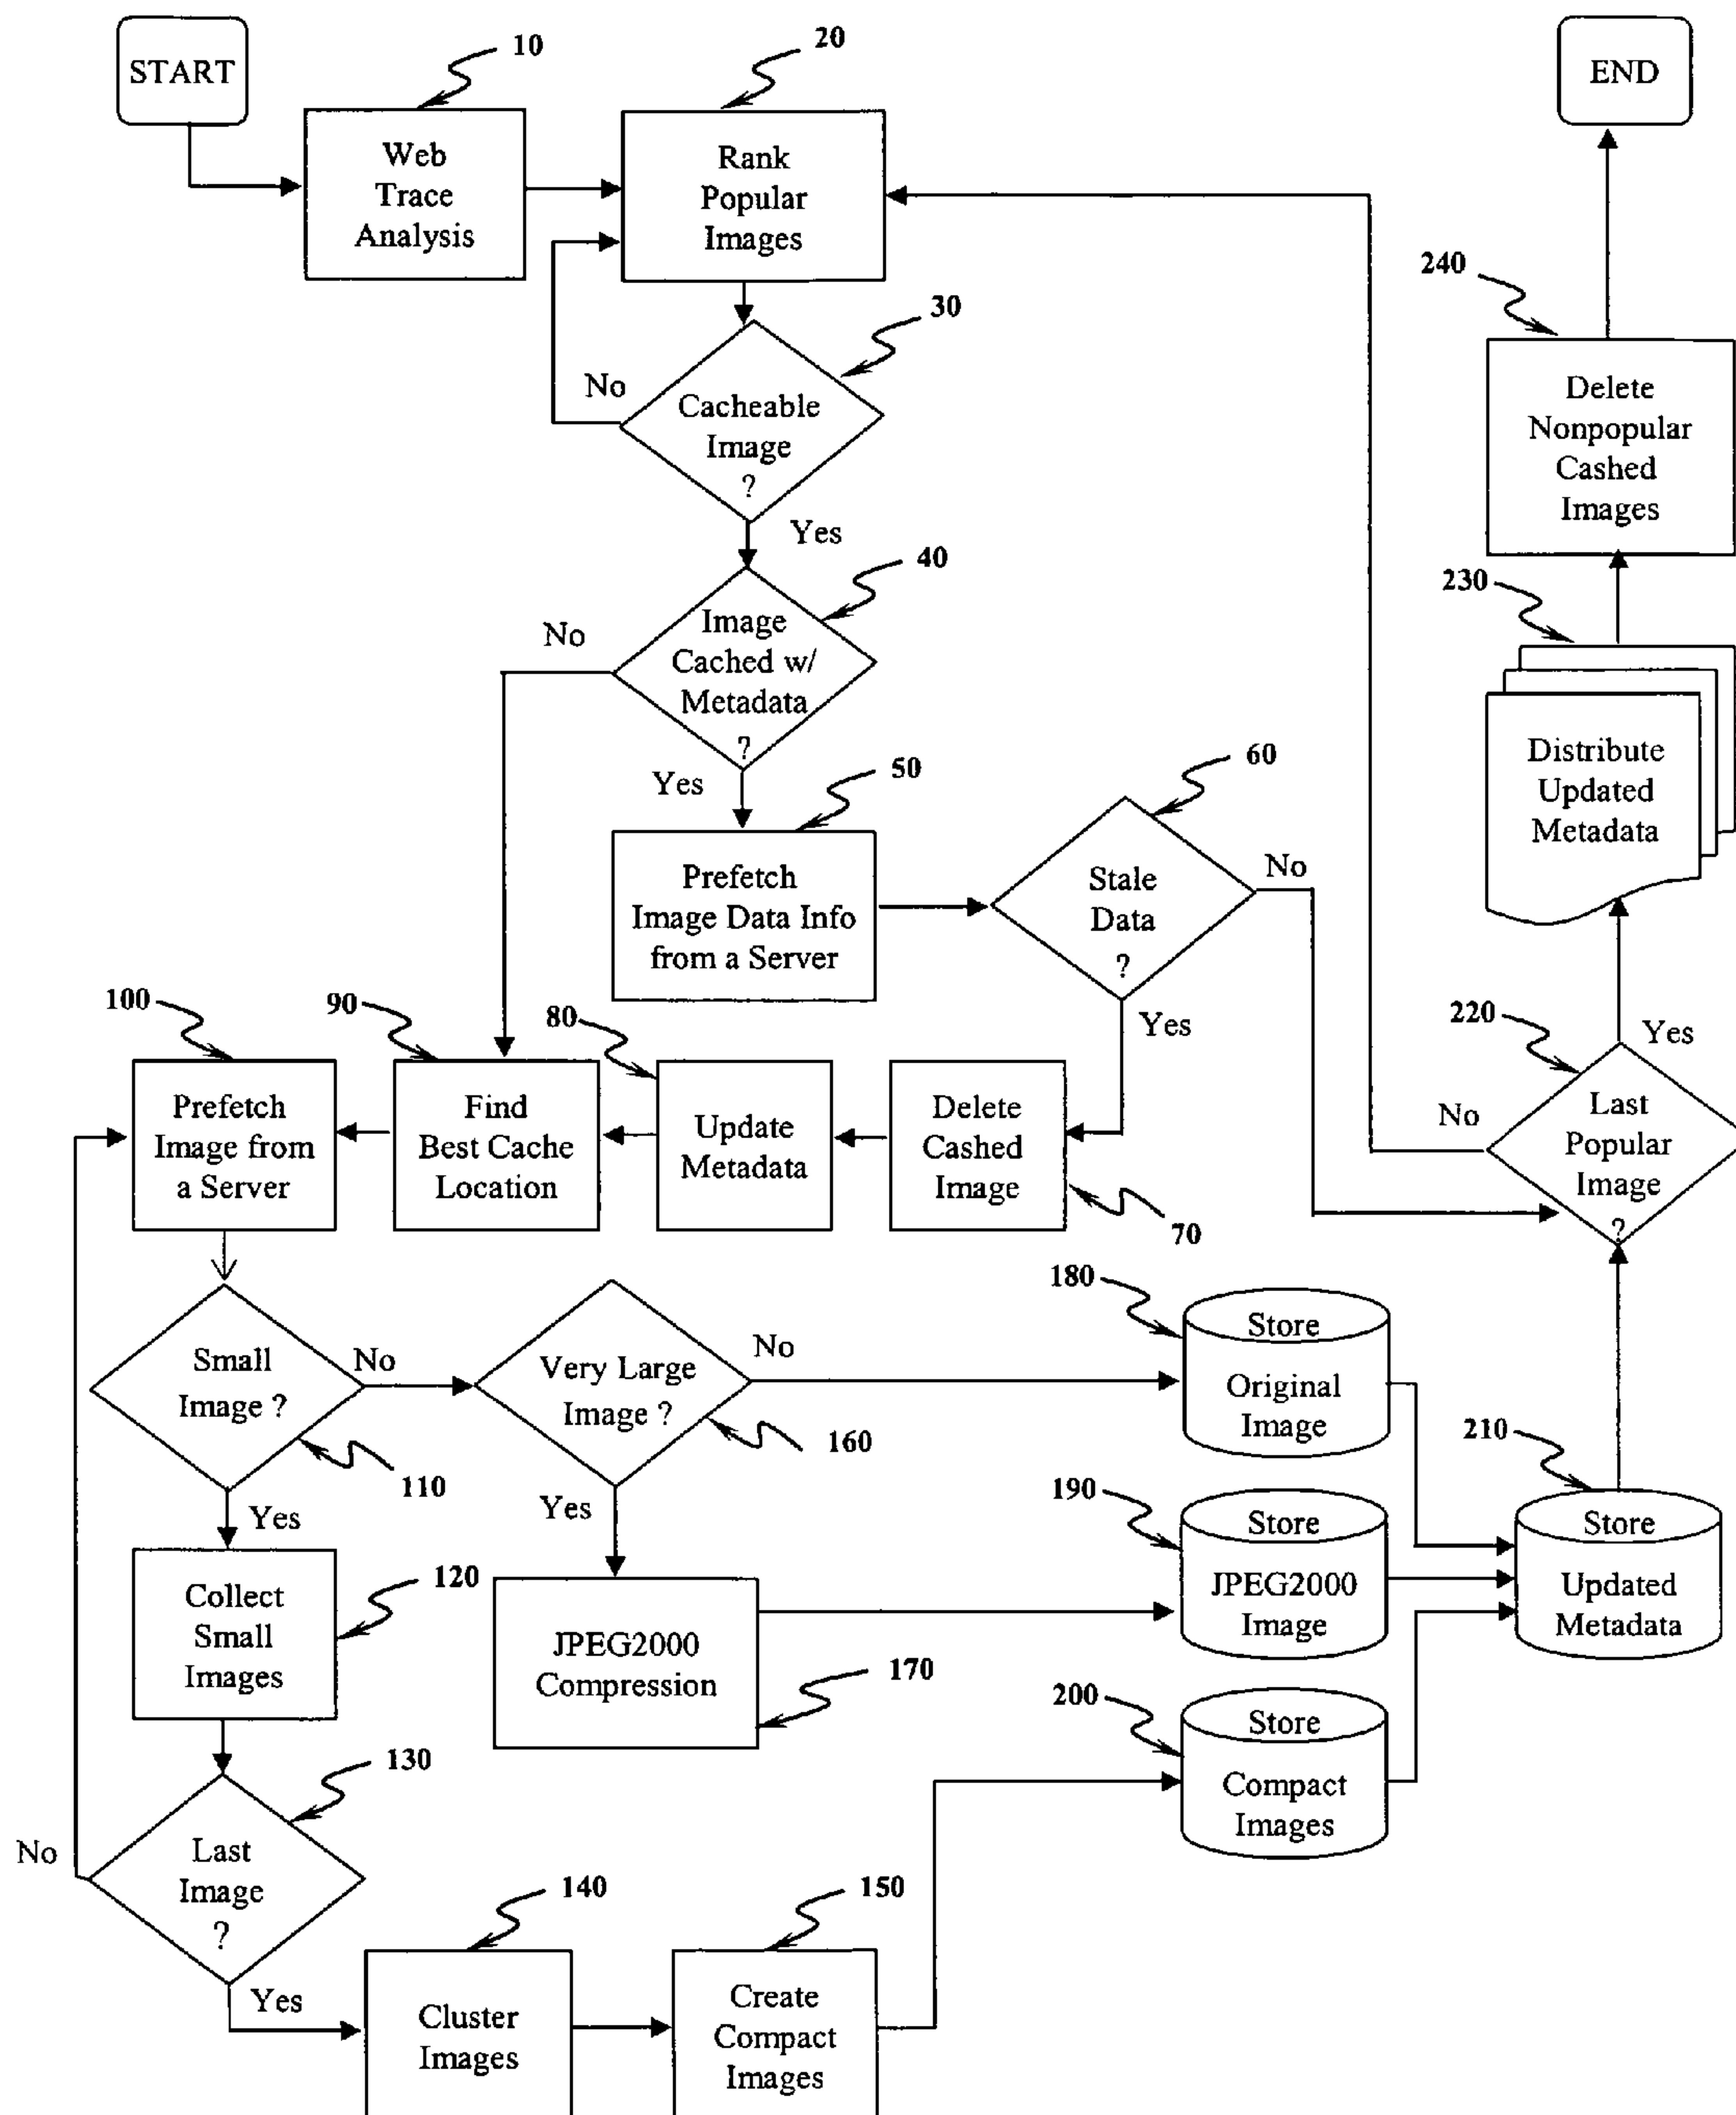 START
10
20
END
Web
Trace
Analysis
Rank
Popular
Images
240
30
No
Cacheable
Image
?
Delete
Nonpopular
Cashed
Images
Yes
40
230
No
Image
Cached w/
Metadata
?
Yes
50
60
Distribute
Updated
Metadata
Prefetch
Image Data Info
from a Server
Stale
Data
?
No
100
90
80
Yes
220
Yes
Prefetch
Image from
a Server
Find
Best Cache
Location
Update
Metadata
Delete
Cashed
Image
70
No
Last
Popular
Image
?
180
Store
Original
Image
Small
Image ?
No
Very Large
Image ?
No
160
110
Yes
Yes
190
Store
JPEG2000
Image
210
Store
Updated
Metadata
Collect
Small
Images
120
JPEG2000
Compression
170
200
Store
Compact
Images
130
No
Last
Image
?
Yes
140
150
Cluster
Images
Create
Compact
Images